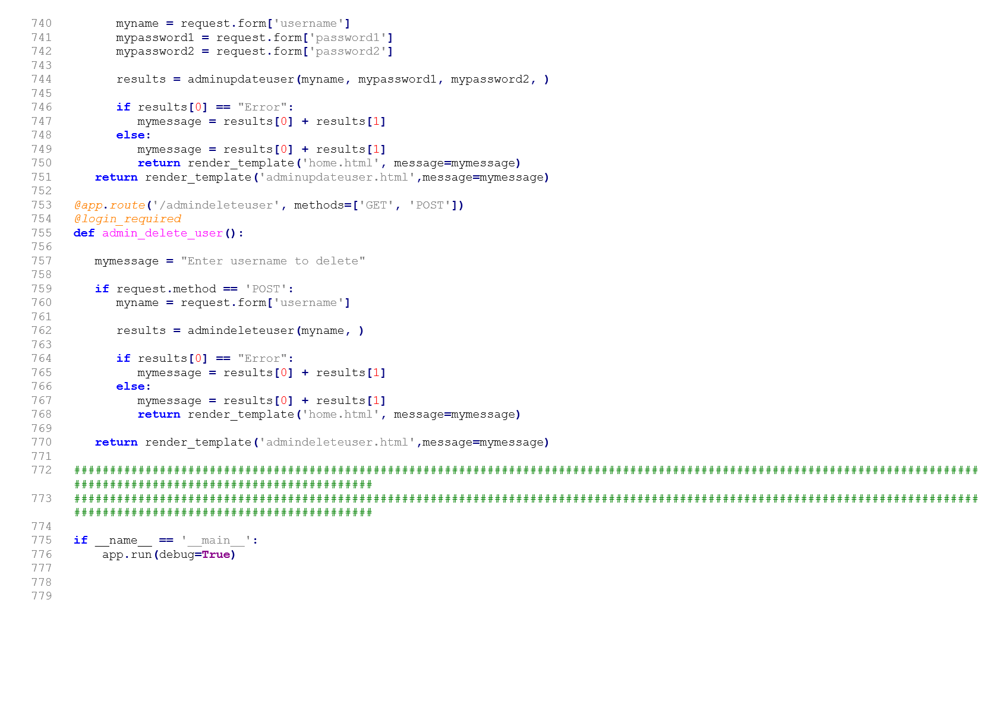 740 myname = request.form['username']
741 mypassword1 = request.form['password1']
742 mypassword2 = request.form['password2']
743
744 results = adminupdateuser(myname, mypassword1, mypassword2, )
745
746 if results[0] == "Error":
747 mymessage = results[0] + results[1]
748 else:
749 mymessage = results[0] + results[1]
750 return render_template('home.html', message=mymessage)
751 return render_template('adminupdateuser.html',message=mymessage)
752
753 @app.route('/admindeleteuser', methods=['GET', 'POST'])
754 @login_required
755 def admin_delete_user():
756
757 mymessage = "Enter username to delete"
758
759 if request.method == 'POST':
760 myname = request.form['username']
761
762 results = admindeleteuser(myname, )
763
764 if results[0] == "Error":
765 mymessage = results[0] + results[1]
766 else:
767 mymessage = results[0] + results[1]
768 return render_template('home.html', message=mymessage)
769
770 return render_template('admindeleteuser.html',message=mymessage)
771
772 ###############################################################################################################################
##########################################
773 ###############################################################################################################################
##########################################
774
775 if __name__ == '__main__':
776 app.run(debug=True)
777
778
779